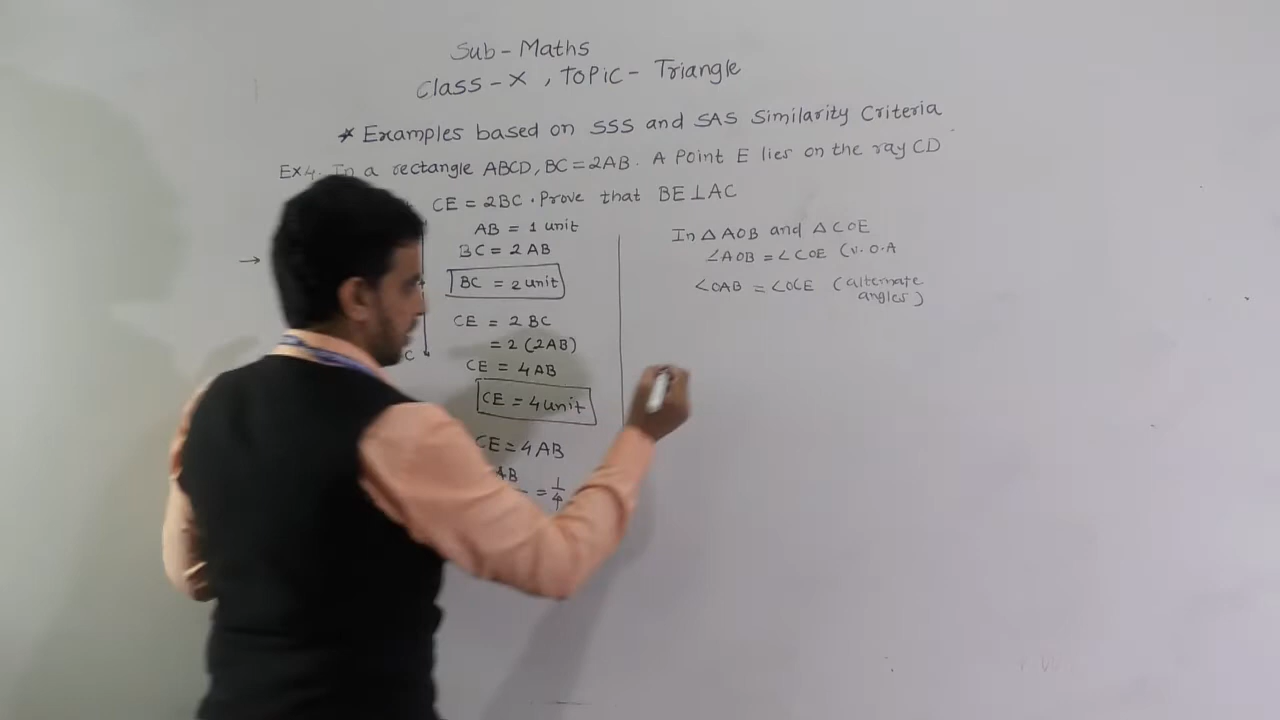 Sub - Maths
Class - X , Topic - Triangle
* Examples based on SSS and SAS Similarity Criteria
Ex4. In a rectangle ABCD, BC = 2AB. A Point E lies on the ray CD
CE = 2BC. Prove that BE⊥AC
AB = 1 unit
BC = 2 AB
→
BC = 2 unit
CE = 2 BC
= 2 (2AB)
C
CE = 4AB
CE = 4 unit
CE = 4 AB
AB
= 1/4
In △ AOB and △ COE
∠AOB = ∠COE (V.O.A
∠OAB = ∠OCE (alternate
angles)